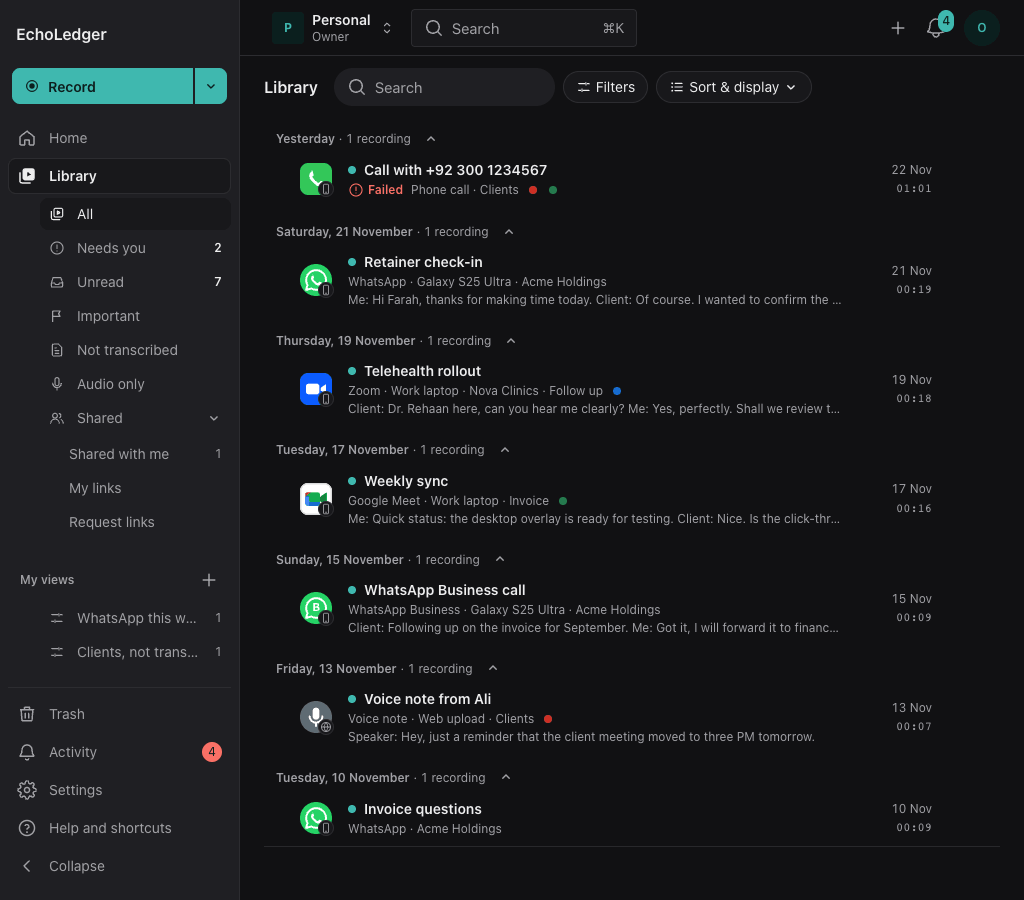 EchoLedger
Record
Home
Library
All
Needs you 2
Unread 7
Important
Not transcribed
Audio only
Shared
Shared with me 1
My links
Request links
My views
WhatsApp this w... 1
Clients, not trans... 1
Trash
Activity 4
Settings
Help and shortcuts
Collapse
P
Personal
Owner
Search ⌘K
4
O
Library
Search
Filters
Sort & display
Yesterday · 1 recording
Call with +92 300 1234567
22 Nov
Failed Phone call · Clients
01:01
Saturday, 21 November · 1 recording
Retainer check-in
WhatsApp · Galaxy S25 Ultra · Acme Holdings
21 Nov
Me: Hi Farah, thanks for making time today. Client: Of course. I wanted to confirm the ...
00:19
Thursday, 19 November · 1 recording
Telehealth rollout
Zoom · Work laptop · Nova Clinics · Follow up
19 Nov
Client: Dr. Rehaan here, can you hear me clearly? Me: Yes, perfectly. Shall we review t...
00:18
Tuesday, 17 November · 1 recording
Weekly sync
Google Meet · Work laptop · Invoice
17 Nov
Me: Quick status: the desktop overlay is ready for testing. Client: Nice. Is the click-thr...
00:16
Sunday, 15 November · 1 recording
B
WhatsApp Business call
WhatsApp Business · Galaxy S25 Ultra · Acme Holdings
15 Nov
Client: Following up on the invoice for September. Me: Got it, I will forward it to financ...
00:09
Friday, 13 November · 1 recording
Voice note from Ali
Voice note · Web upload · Clients
13 Nov
Speaker: Hey, just a reminder that the client meeting moved to three PM tomorrow.
00:07
Tuesday, 10 November · 1 recording
Invoice questions
10 Nov
WhatsApp · Acme Holdings
00:09